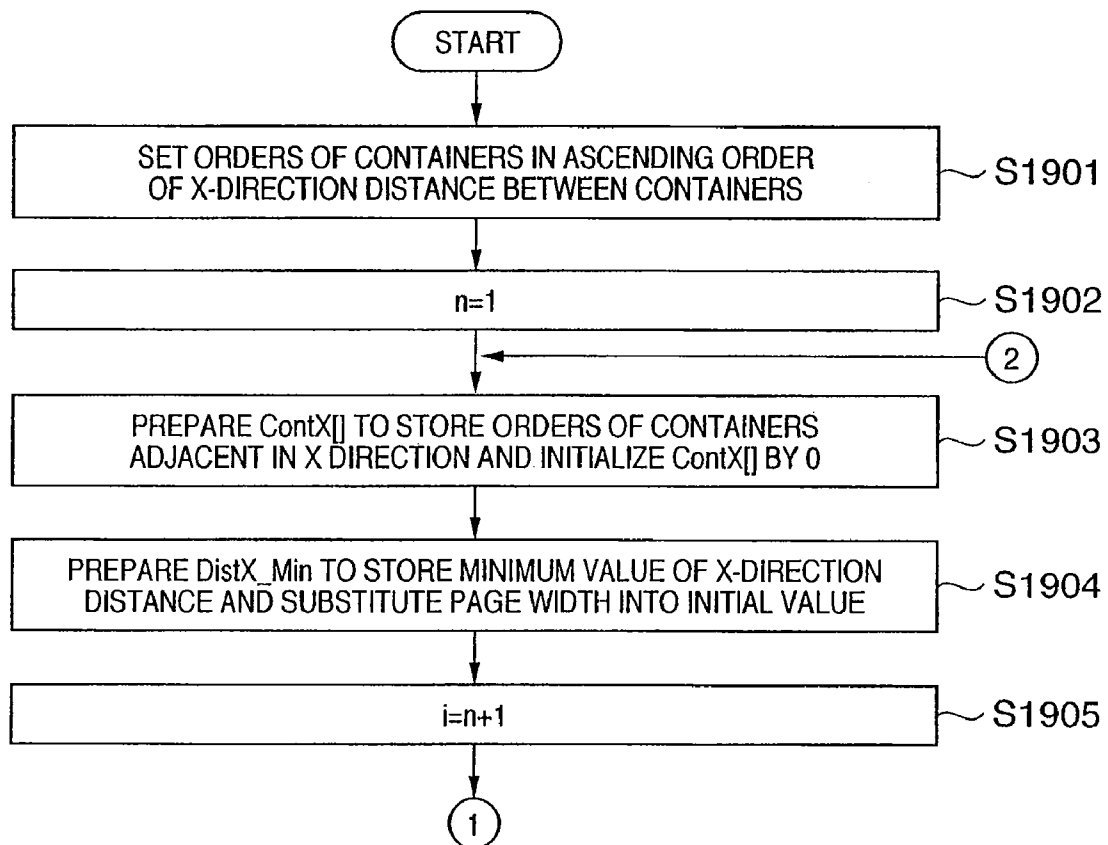 START
SET ORDERS OF CONTAINERS IN ASCENDING ORDER
OF X-DIRECTION DISTANCE BETWEEN CONTAINERS
S1901
n=1
S1902
2
PREPARE ContX[] TO STORE ORDERS OF CONTAINERS
ADJACENT IN X DIRECTION AND INITIALIZE ContX[] BY 0
S1903
PREPARE DistX_Min TO STORE MINIMUM VALUE OF X-DIRECTION
DISTANCE AND SUBSTITUTE PAGE WIDTH INTO INITIAL VALUE
S1904
i=n+1
S1905
1